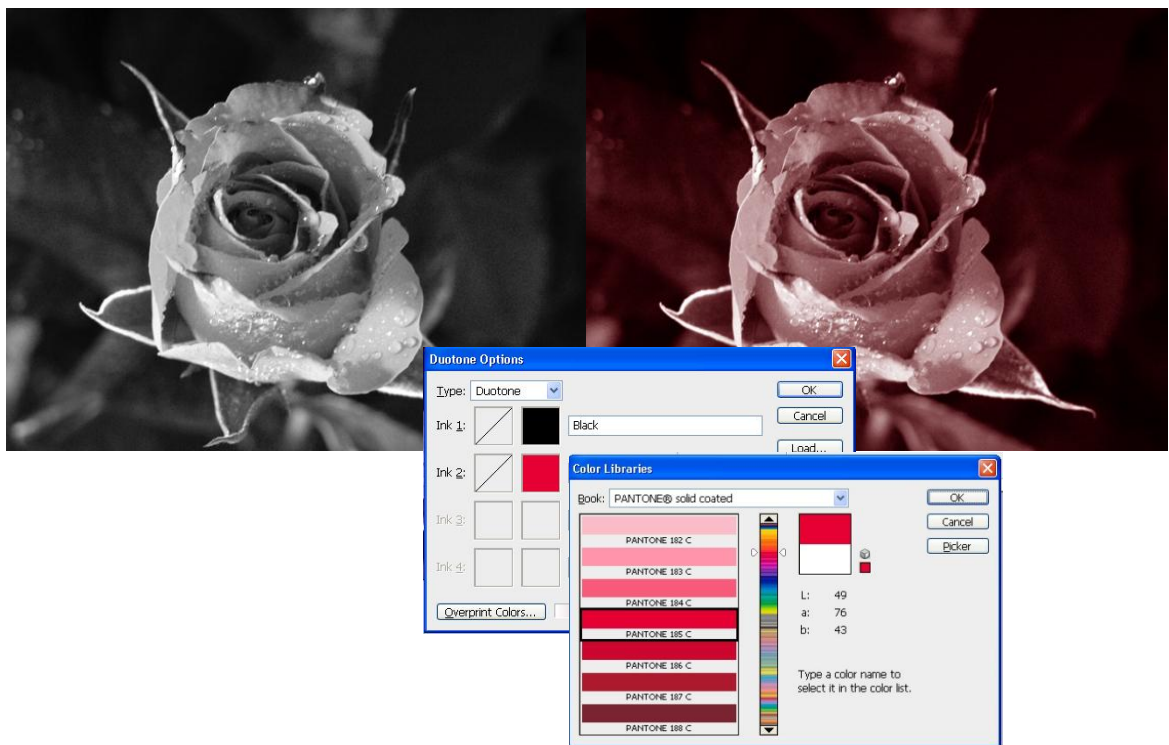 Duotone Options
Type: Duotone
OK
Ink 1: Black
Cancel
Load...
Ink 2:
Ink 3:
Ink 4:
Overprint Colors...
Color Libraries
Book: PANTONE® solid coated
OK
Cancel
Picker
PANTONE 182 C
PANTONE 183 C
PANTONE 184 C
PANTONE 185 C
PANTONE 186 C
PANTONE 187 C
PANTONE 188 C
L: 49
a: 76
b: 43
Type a color name to
select it in the color list.